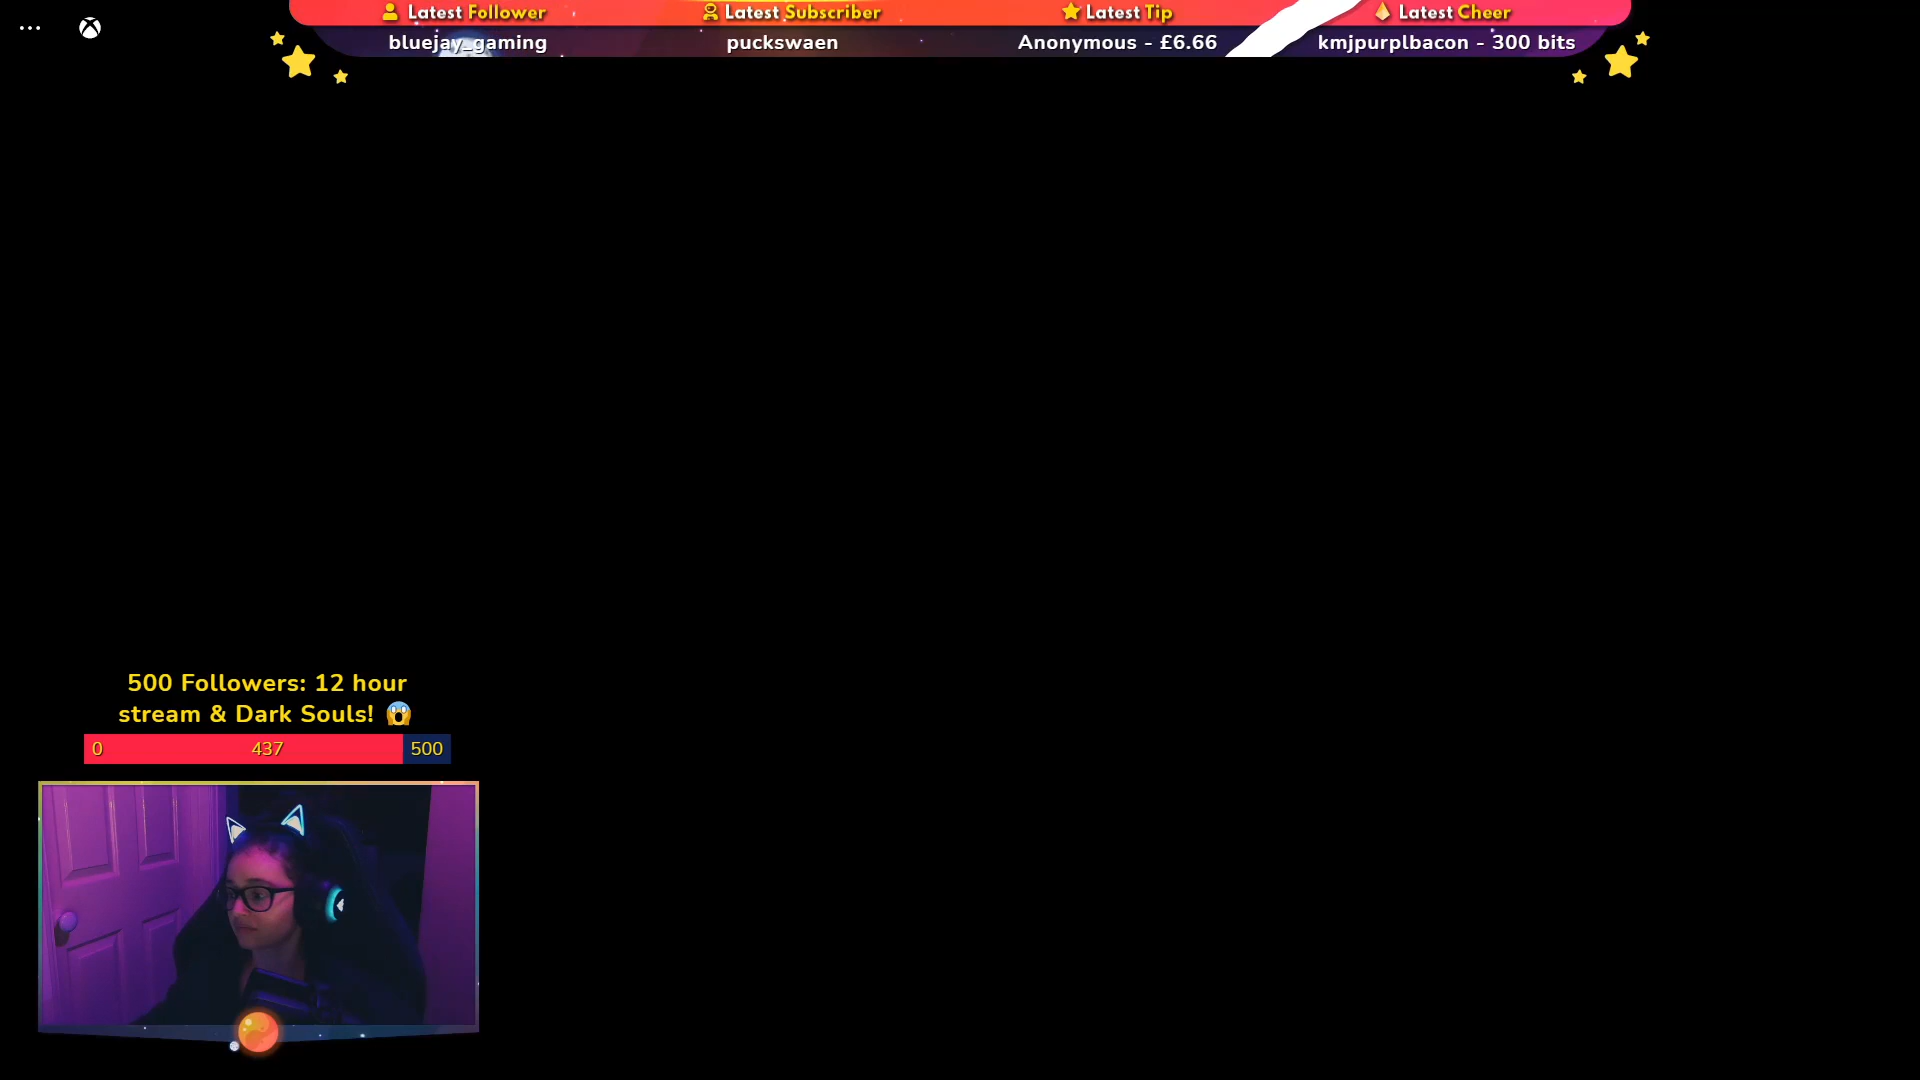 Latest Follower
bluejay_gaming
Latest Subscriber
puckswaen
Latest Tip
Anonymous - £6.66
Latest Cheer
kmjpurplbacon - 300 bits
500 Followers: 12 hour
stream & Dark Souls! 😱
0 437 500